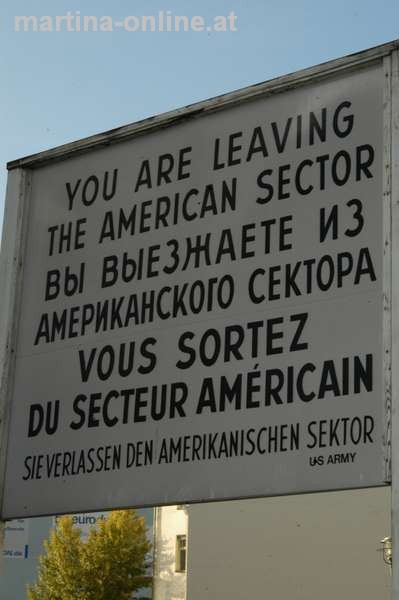 martina-online.at
YOU ARE LEAVING
THE AMERICAN SECTOR
ВЫ ВЫЕЗЖАЕТЕ ИЗ
АМЕРИКАНСКОГО СЕКТОРА
VOUS SORTEZ
DU SECTEUR AMÉRICAIN
SIE VERLASSEN DEN AMERIKANISCHEN SEKTOR
US ARMY